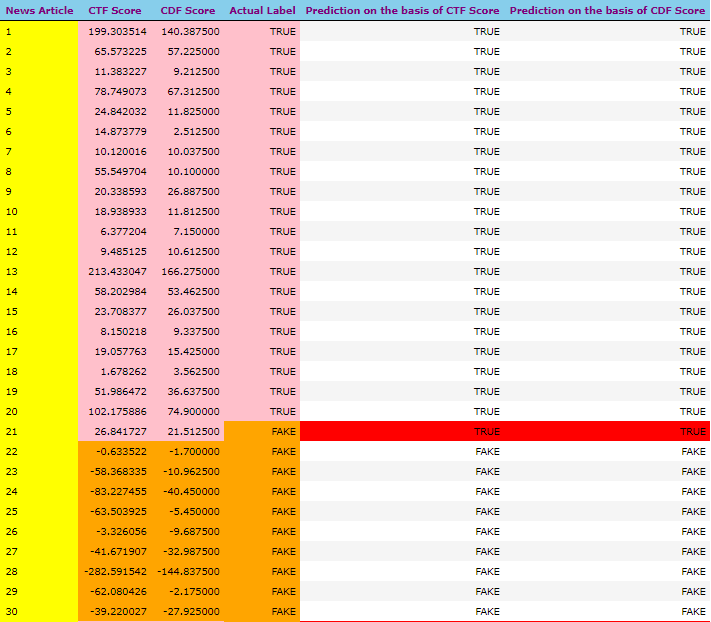 News Article CTF Score CDF Score Actual Label Prediction on the basis of CTF Score Prediction on the basis of CDF Score
1 199.303514 140.387500 TRUE TRUE TRUE
2 65.573225 57.225000 TRUE TRUE TRUE
3 11.383227 9.212500 TRUE TRUE TRUE
4 78.749073 67.312500 TRUE TRUE TRUE
5 24.842032 11.825000 TRUE TRUE TRUE
6 14.873779 2.512500 TRUE TRUE TRUE
7 10.120016 10.037500 TRUE TRUE TRUE
8 55.549704 10.100000 TRUE TRUE TRUE
9 20.338593 26.887500 TRUE TRUE TRUE
10 18.938933 11.812500 TRUE TRUE TRUE
11 6.377204 7.150000 TRUE TRUE TRUE
12 9.485125 10.612500 TRUE TRUE TRUE
13 213.433047 166.275000 TRUE TRUE TRUE
14 58.202984 53.462500 TRUE TRUE TRUE
15 23.708377 26.037500 TRUE TRUE TRUE
16 8.150218 9.337500 TRUE TRUE TRUE
17 19.057763 15.425000 TRUE TRUE TRUE
18 1.678262 3.562500 TRUE TRUE TRUE
19 51.986472 36.637500 TRUE TRUE TRUE
20 102.175886 74.900000 TRUE TRUE TRUE
21 26.841727 21.512500 FAKE TRUE TRUE
22 -0.633522 -1.700000 FAKE FAKE FAKE
23 -58.368335 -10.962500 FAKE FAKE FAKE
24 -83.227455 -40.450000 FAKE FAKE FAKE
25 -63.503925 -5.450000 FAKE FAKE FAKE
26 -3.326056 -9.687500 FAKE FAKE FAKE
27 -41.671907 -32.987500 FAKE FAKE FAKE
28 -282.591542 -144.837500 FAKE FAKE FAKE
29 -62.080426 -2.175000 FAKE FAKE FAKE
30 -39.220027 -27.925000 FAKE FAKE FAKE